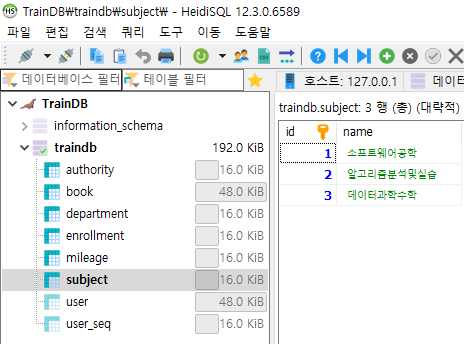 TrainDB₩traindb₩subject₩ - HeidiSQL 12.3.0.6589
파일 편집 검색 쿼리 도구 이동 도움말
데이터베이스 필터 테이블 필터
호스트: 127.0.0.1 데이터
TrainDB
information_schema
traindb 192.0 KiB
authority 16.0 KiB
book 48.0 KiB
department 16.0 KiB
enrollment 16.0 KiB
mileage 16.0 KiB
subject 16.0 KiB
user 48.0 KiB
user_seq 16.0 KiB
traindb.subject: 3 행 (총) (대략적)
id name
1 소프트웨어공학
2 알고리즘분석및실습
3 데이터과학수학